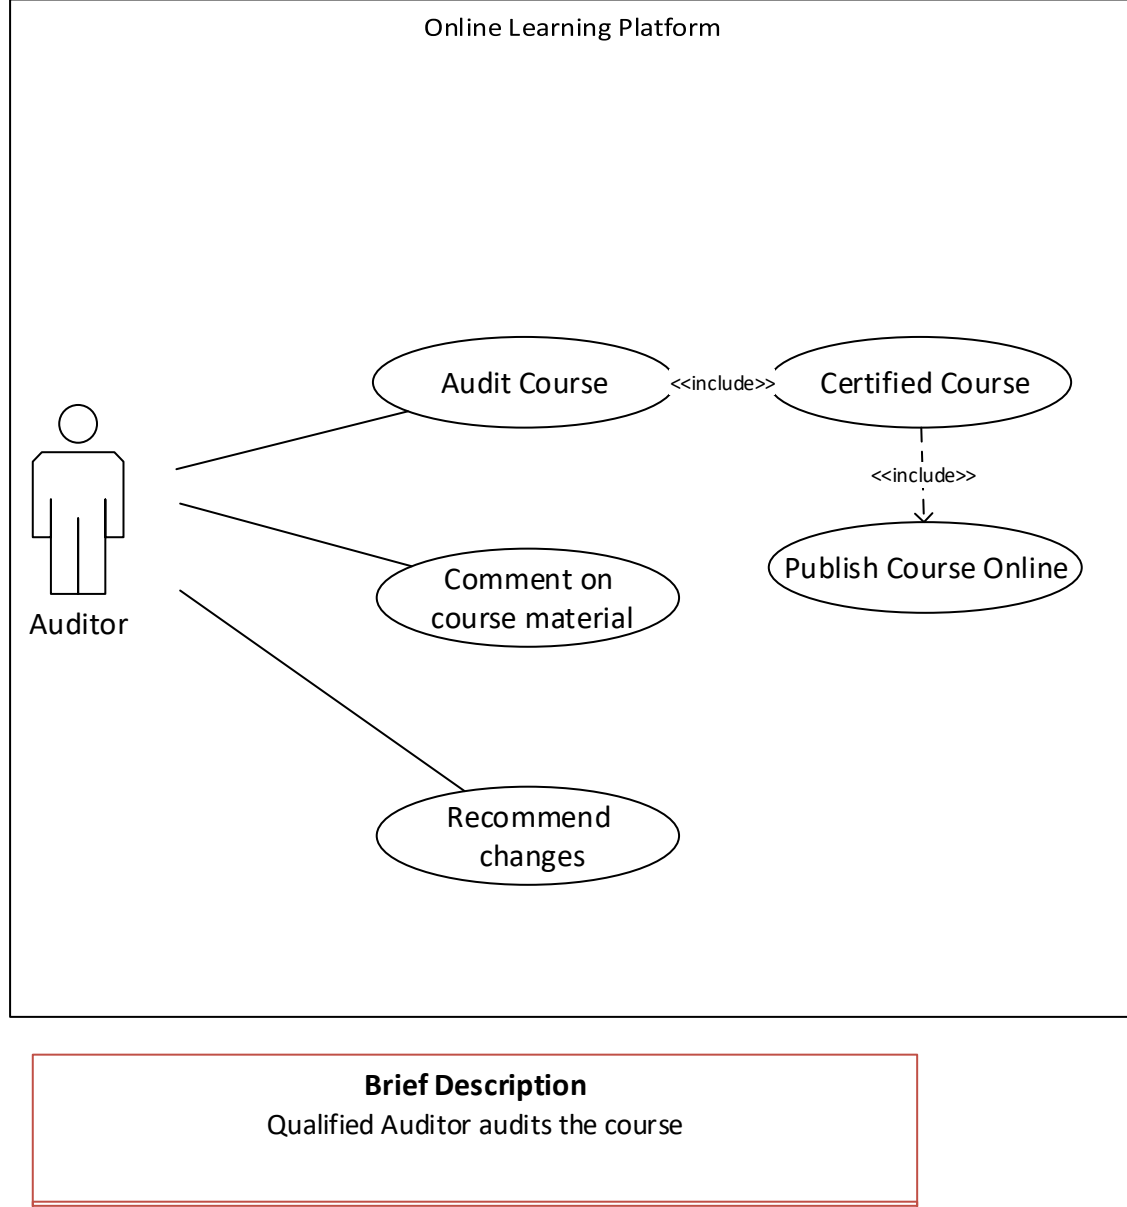 Online Learning Platform
Audit Course
<<include>>
Certified Course
<<include>>
Publish Course Online
Comment on
course material
Auditor
Recommend
changes
Brief Description
Qualified Auditor audits the course